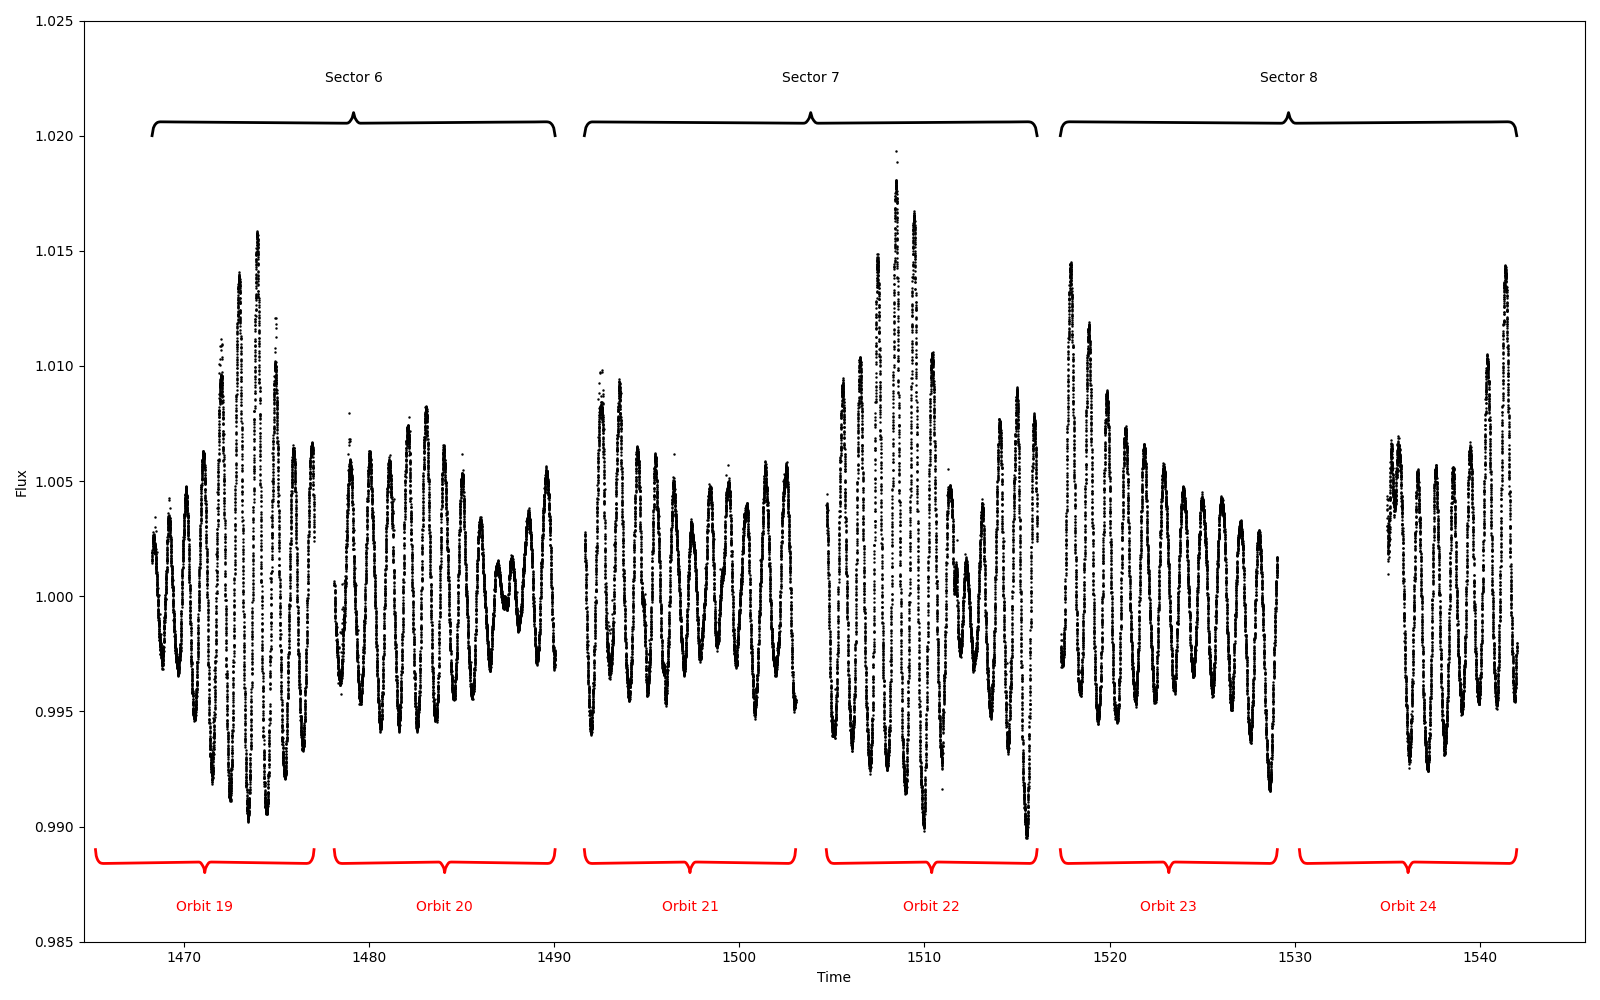 1.025
Sector 6 Sector 7 Sector 8
1.020
1.015
1.010
1.005
Flux
1.000
0.995
0.990
Orbit 19 Orbit 20 Orbit 21 Orbit 22 Orbit 23 Orbit 24
0.985
1470 1480 1490 1500 1510 1520 1530 1540
Time